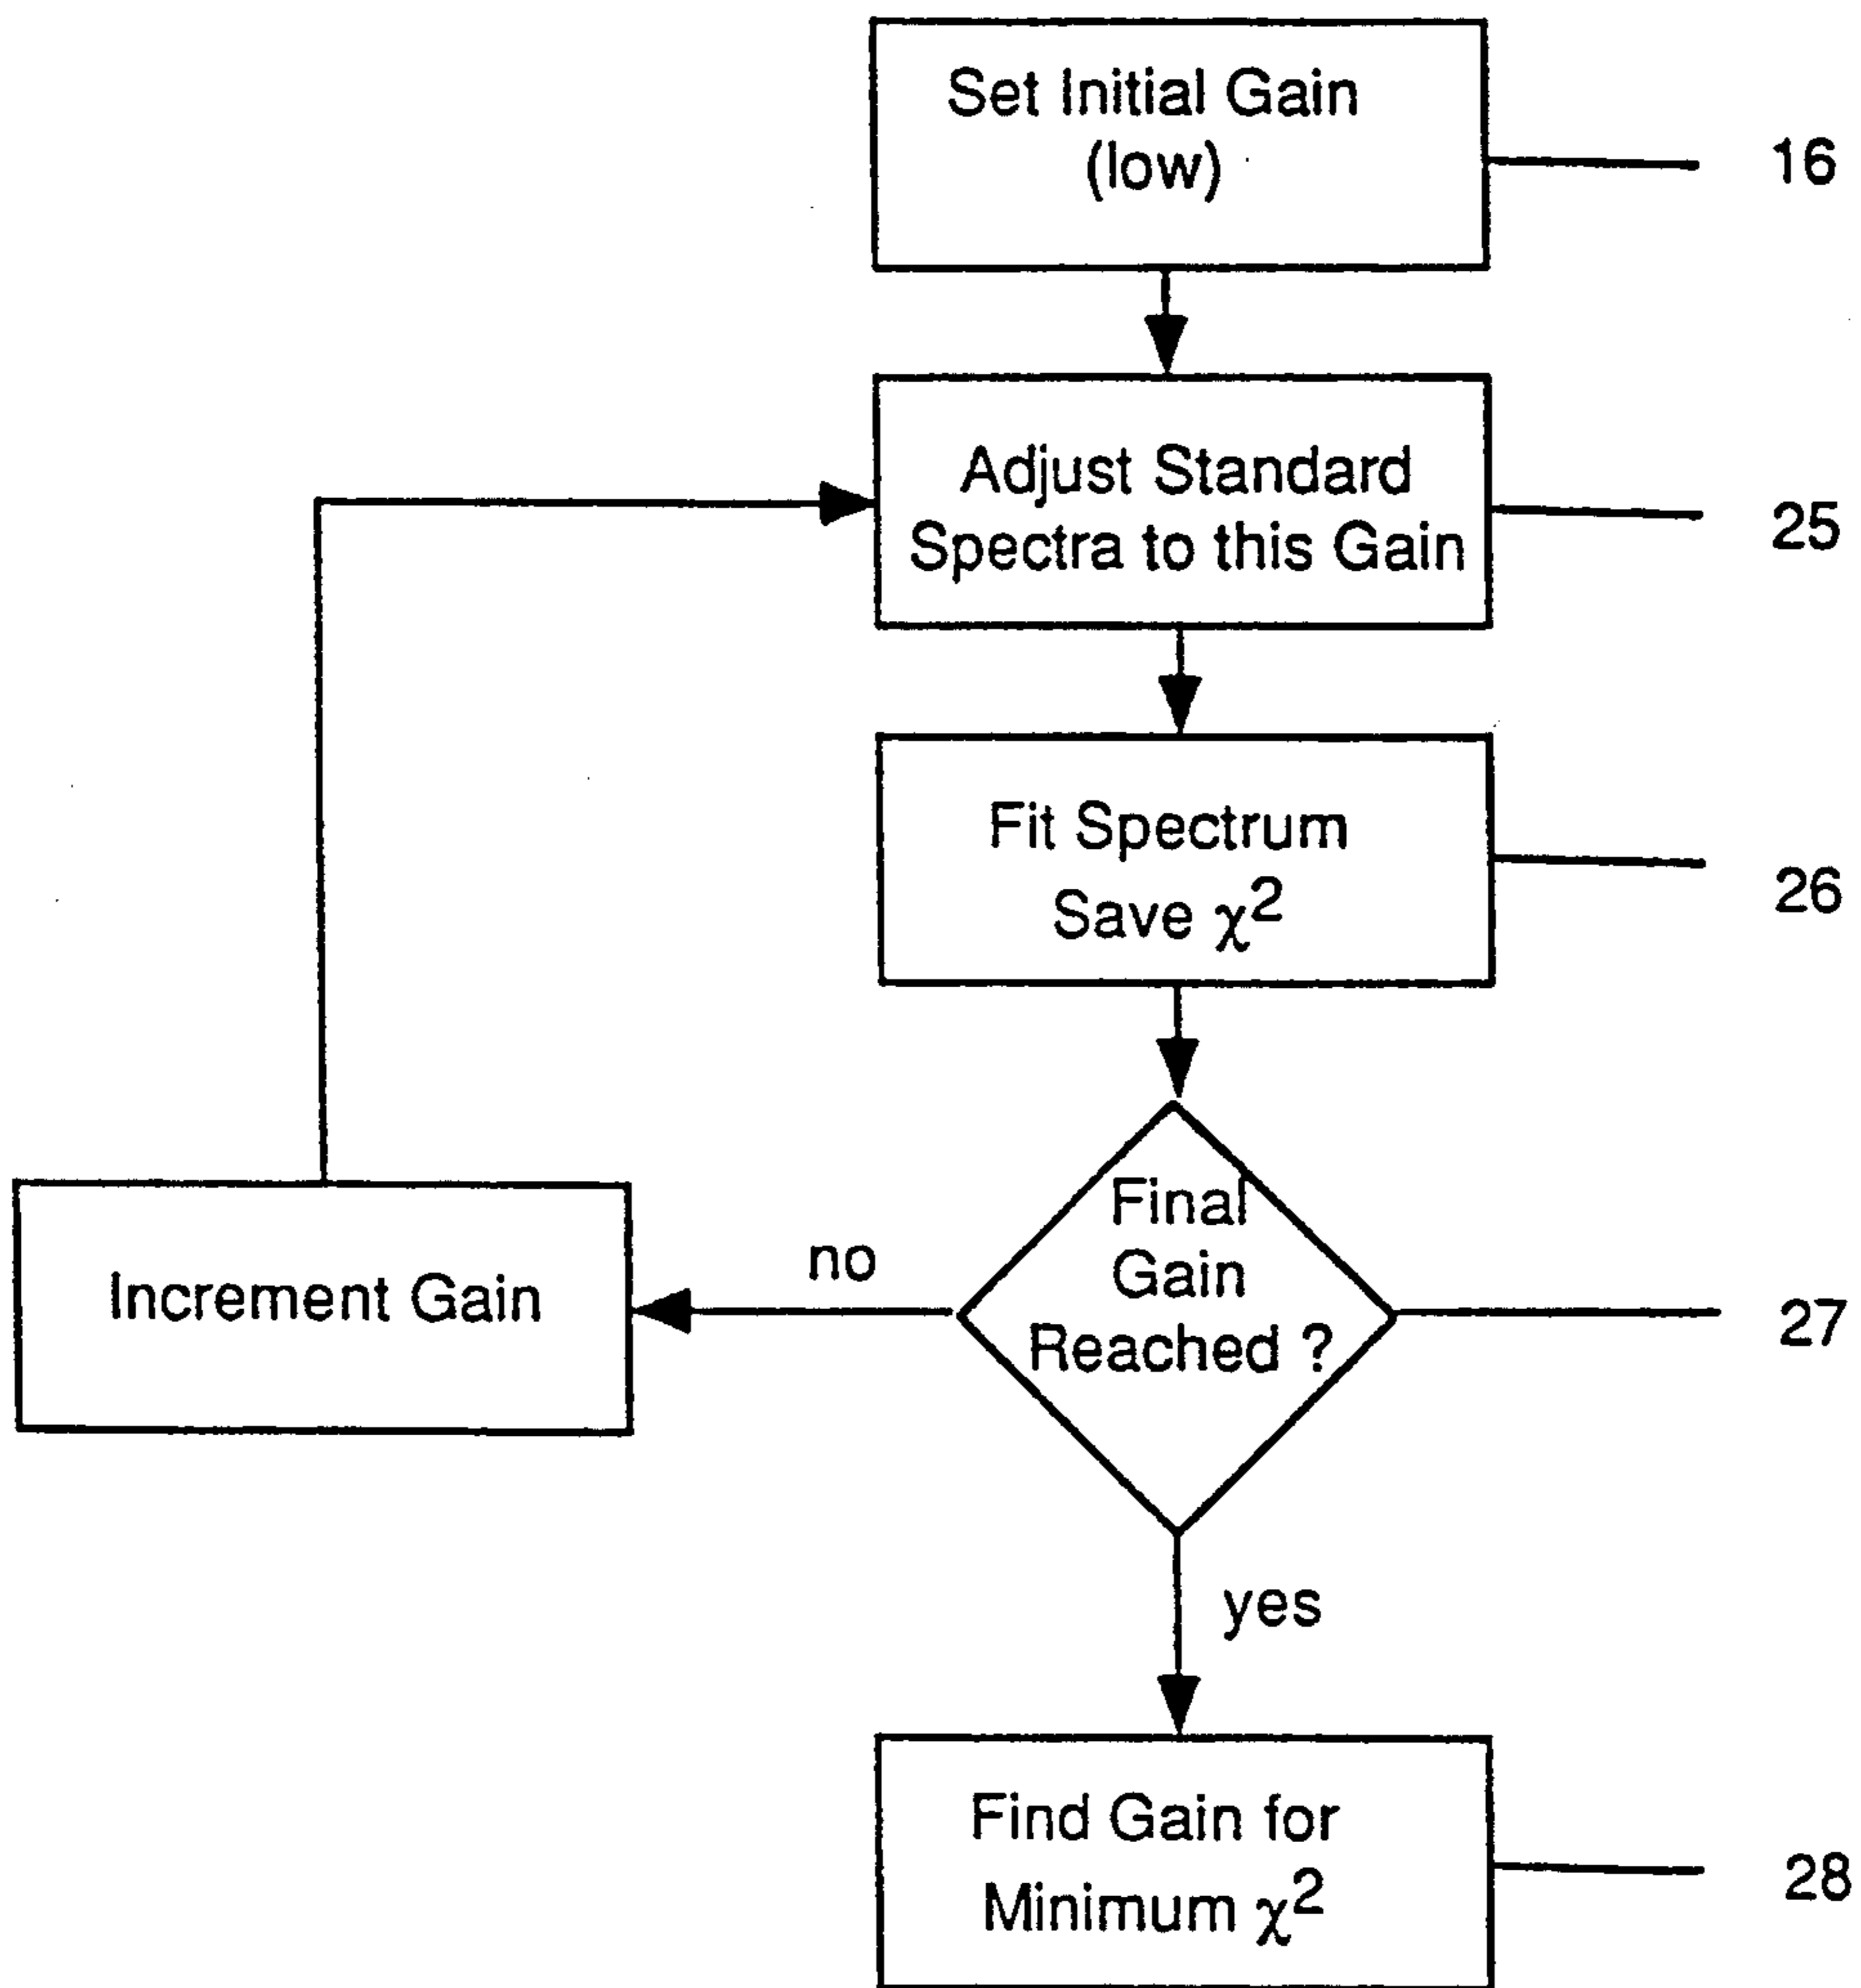 Set Initial Gain
(low)
16
Adjust Standard
Spectra to this Gain
25
Fit Spectrum
Save χ²
26
Final
Gain
Reached ?
27
no
Increment Gain
yes
Find Gain for
Minimum χ²
28